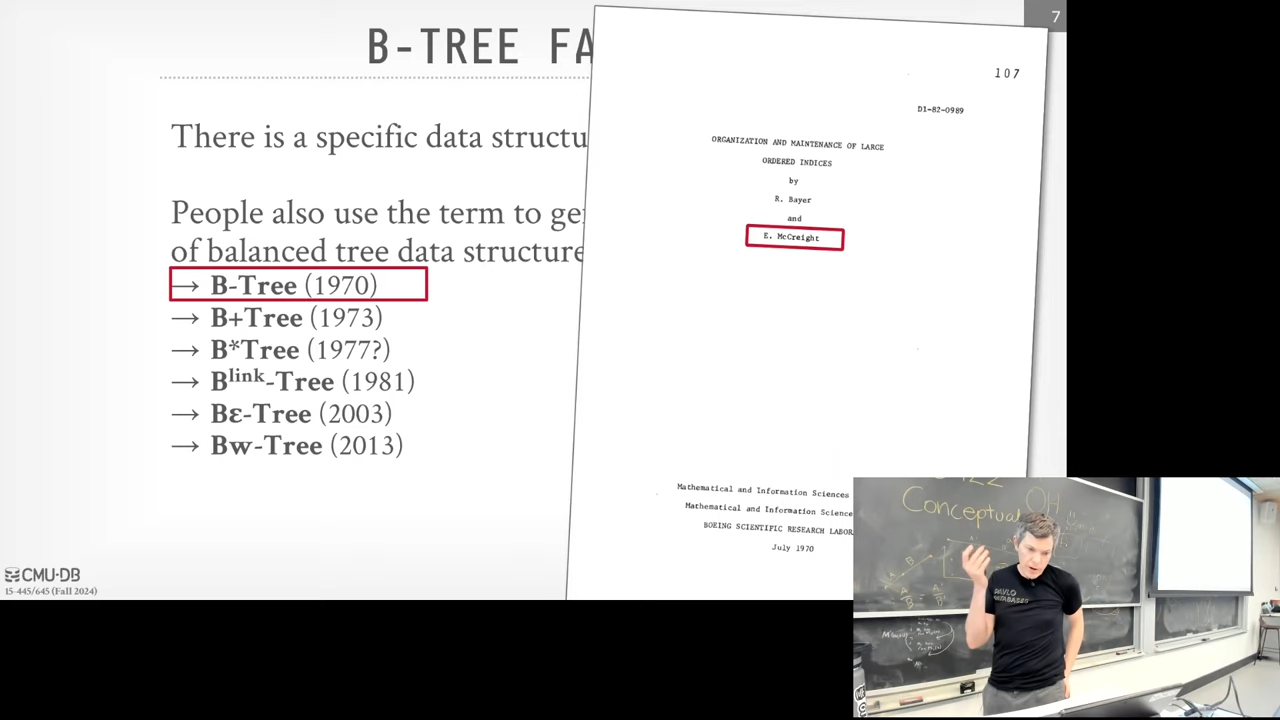 7
B-TREE FA
There is a specific data structu
People also use the term to ge
of balanced tree data structure
→ B-Tree (1970)
→ B+Tree (1973)
→ B*Tree (1977?)
→ Blink-Tree (1981)
→ Bε-Tree (2003)
→ Bw-Tree (2013)
CMU·DB
15-445/645 (Fall 2024)
107
D1-82-0989
ORGANIZATION AND MAINTENANCE OF LARGE
ORDERED INDICES
by
R. Bayer
and
E. McCreight
Mathematical and Information Sciences
Mathematical and Information Science
BOEING SCIENTIFIC RESEARCH LABOR
July 1970
Conceptual OH
PAVLO
DATABASES